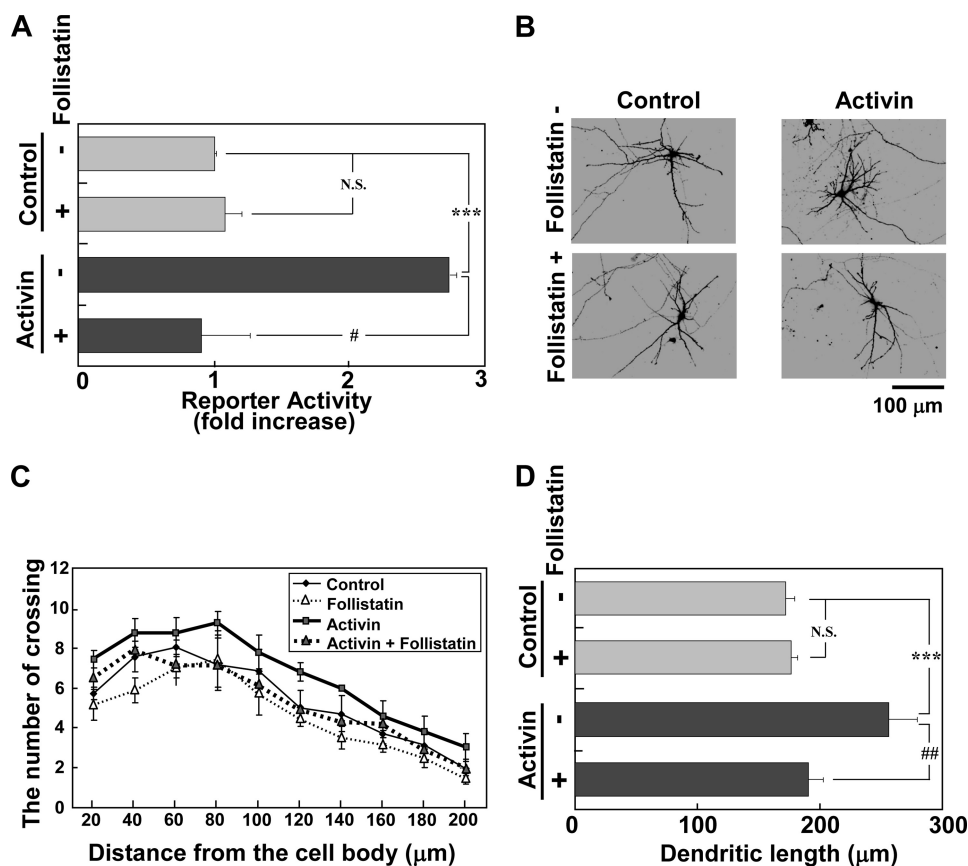 A
Follistatin
Control
-
+
Activin
-
+
N.S.
***
#
0 1 2 3
Reporter Activity
(fold increase)
B
Control Activin
Follistatin -
Follistatin +
100 μm
C
The number of crossing
12
10
8
6
4
2
0
Control
Follistatin
Activin
Activin + Follistatin
20 40 60 80 100 120 140 160 180 200
Distance from the cell body (μm)
D
Follistatin
Control
-
+
Activin
-
+
N.S.
***
##
0 100 200 300
Dendritic length (μm)